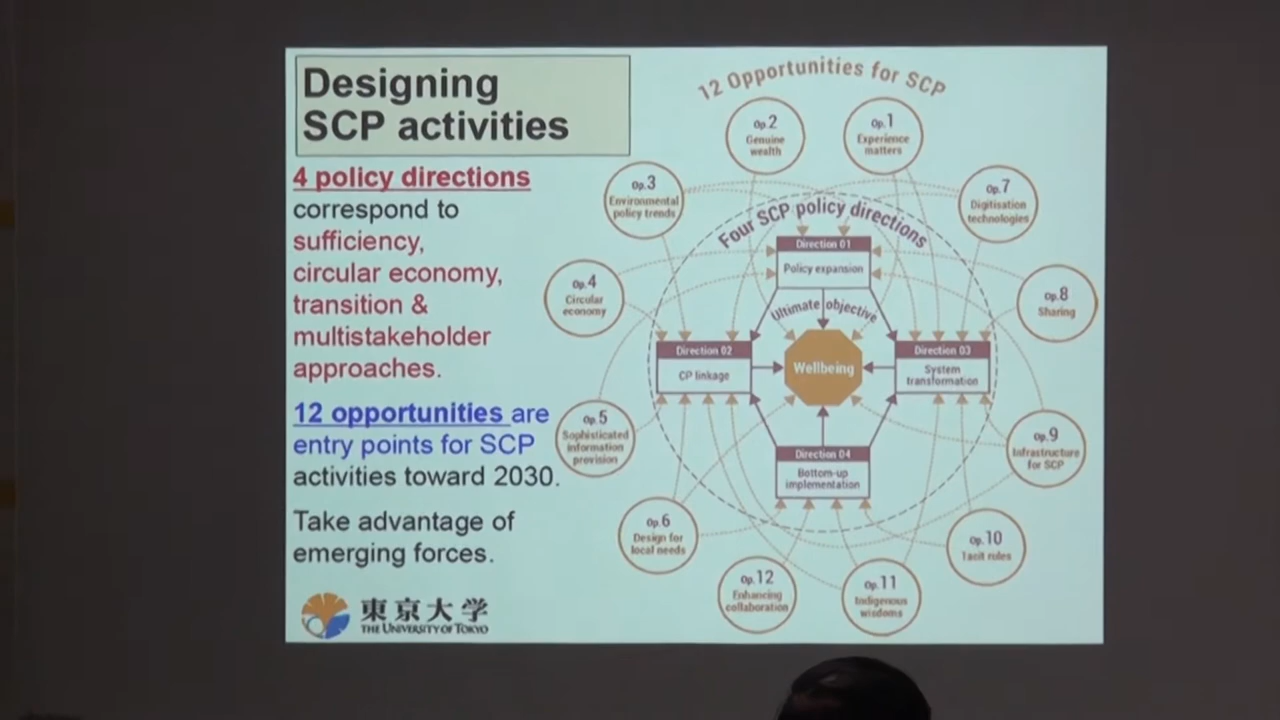 Designing
SCP activities
4 policy directions
correspond to
sufficiency,
circular economy,
transition &
multistakeholder
approaches.
12 opportunities are
entry points for SCP
activities toward 2030.
Take advantage of
emerging forces.
東京大学
THE UNIVERSITY OF TOKYO
12 Opportunities for SCP
Op.2
Genuine
wealth
Op.1
Experience
matters
Op.3
Environmental
policy trends
Op.7
Digitisation
technologies
Four SCP policy directions
Direction 01
Policy expansion
Op.4
Circular
economy
Op.8
Sharing
Ultimate objective
Direction 02
CP linkage
Wellbeing
Direction 03
System
transformation
Op.5
Sophisticated
information
provision
Op.9
Infrastructure
for SCP
Direction 04
Bottom-up
implementation
Op.6
Design for
local needs
Op.10
Tacit rules
Op.12
Enhancing
collaboration
Op.11
Indigenous
wisdoms